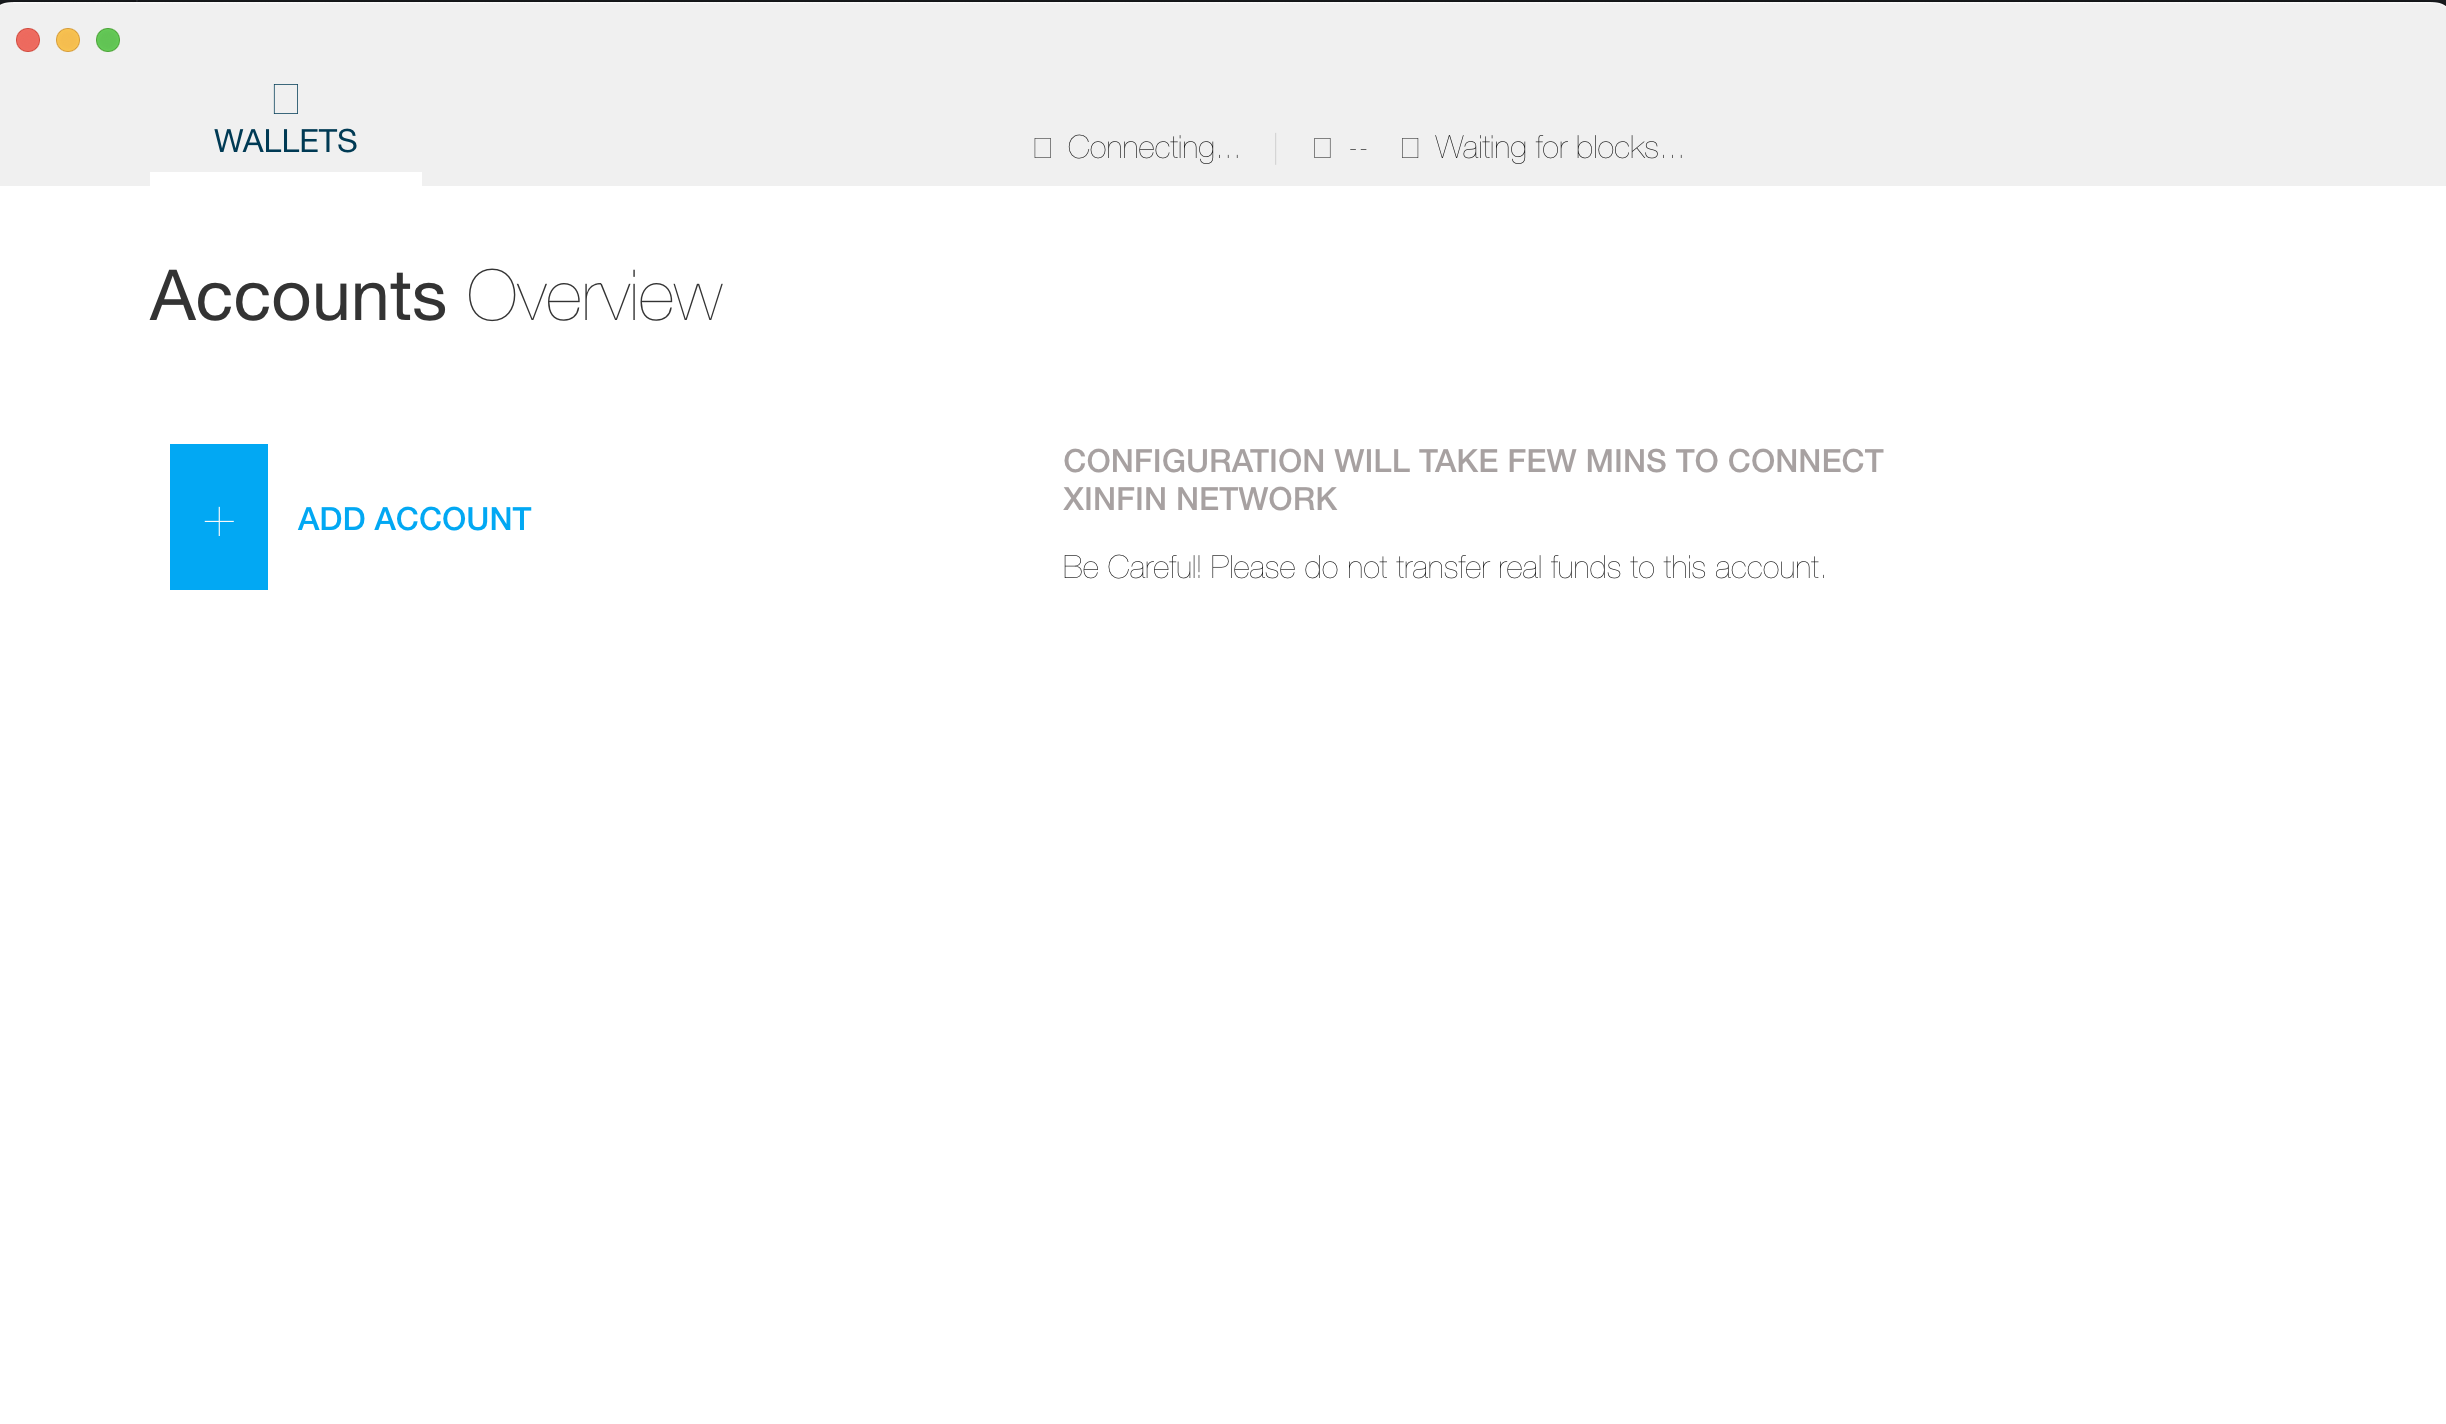 WALLETS
Connecting... -- Waiting for blocks...
Accounts Overview
ADD ACCOUNT
CONFIGURATION WILL TAKE FEW MINS TO CONNECT
XINFIN NETWORK
Be Careful! Please do not transfer real funds to this account.